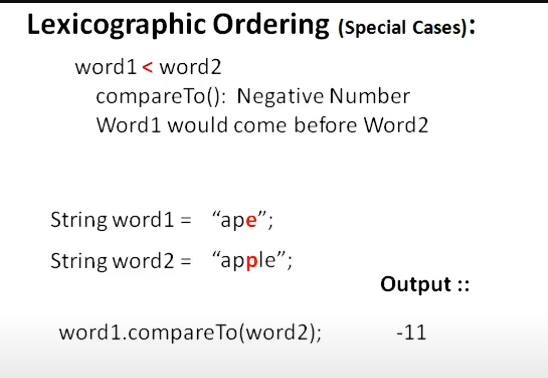 Lexicographic Ordering (Special Cases):
word1 < word2
compareTo(): Negative Number
Word1 would come before Word2
String word1 = “ape”;
String word2 = “apple”;
Output ::
word1.compareTo(word2); -11